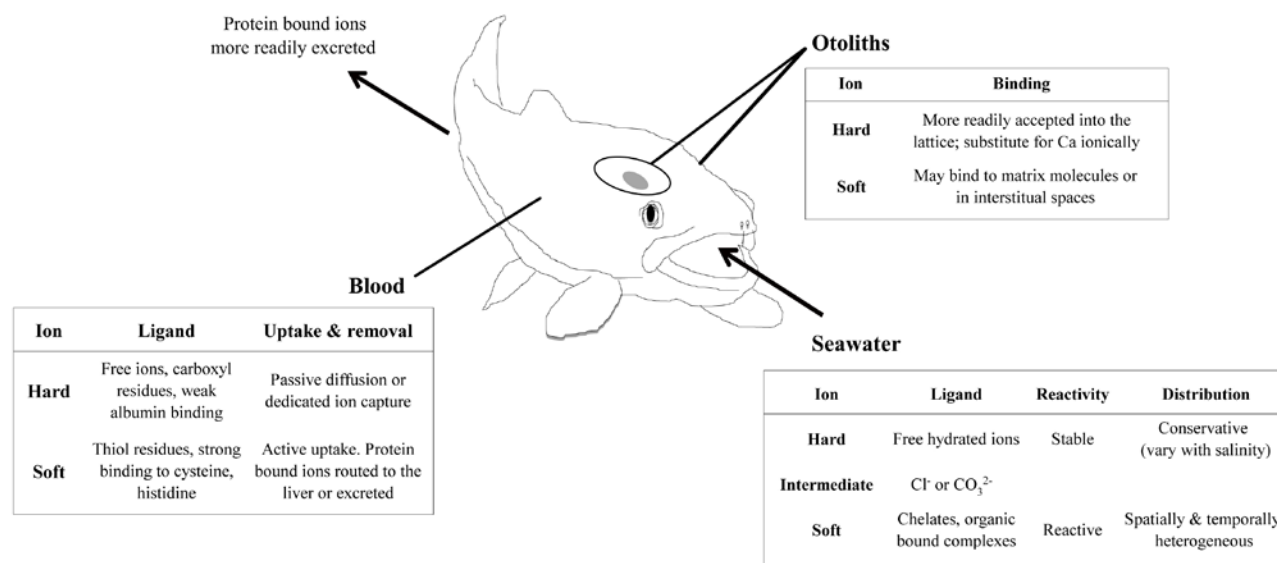 Protein bound ions
more readily excreted
Otoliths
Ion Binding
Hard More readily accepted into the
lattice; substitute for Ca ionically
Soft May bind to matrix molecules or
in interstitual spaces
Blood
Ion Ligand Uptake & removal
Hard Free ions, carboxyl
residues, weak
albumin binding Passive diffusion or
dedicated ion capture
Soft Thiol residues, strong
binding to cysteine,
histidine Active uptake. Protein
bound ions routed to the
liver or excreted
Seawater
Ion Ligand Reactivity Distribution
Hard Free hydrated ions Stable Conservative
(vary with salinity)
Intermediate Cl⁻ or CO₃²⁻
Soft Chelates, organic
bound complexes Reactive Spatially & temporally
heterogeneous